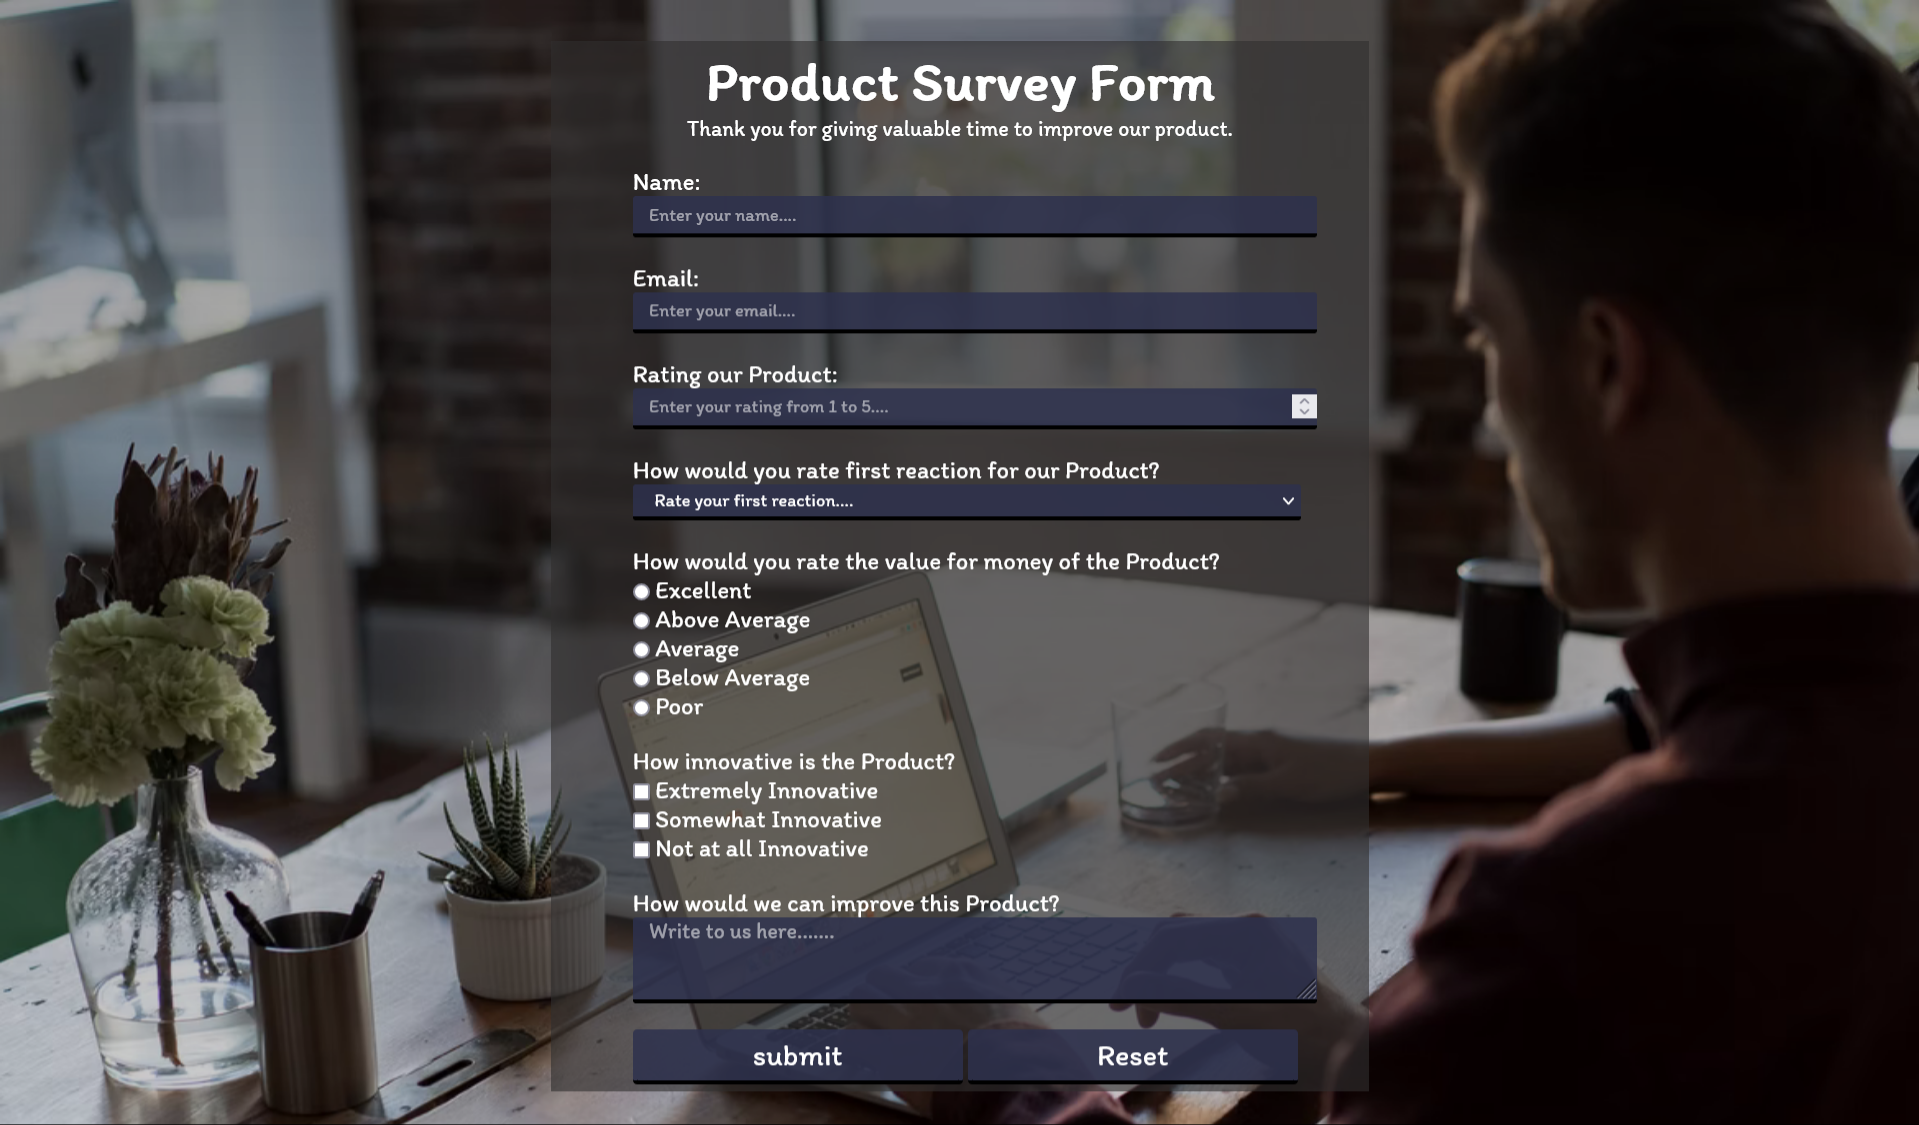 Product Survey Form
Thank you for giving valuable time to improve our product.
Name:
Enter your name....
Email:
Enter your email....
Rating our Product:
Enter your rating from 1 to 5....
How would you rate first reaction for our Product?
Rate your first reaction....
How would you rate the value for money of the Product?
Excellent
Above Average
Average
Below Average
Poor
How innovative is the Product?
Extremely Innovative
Somewhat Innovative
Not at all Innovative
How would we can improve this Product?
Write to us here.......
submit
Reset